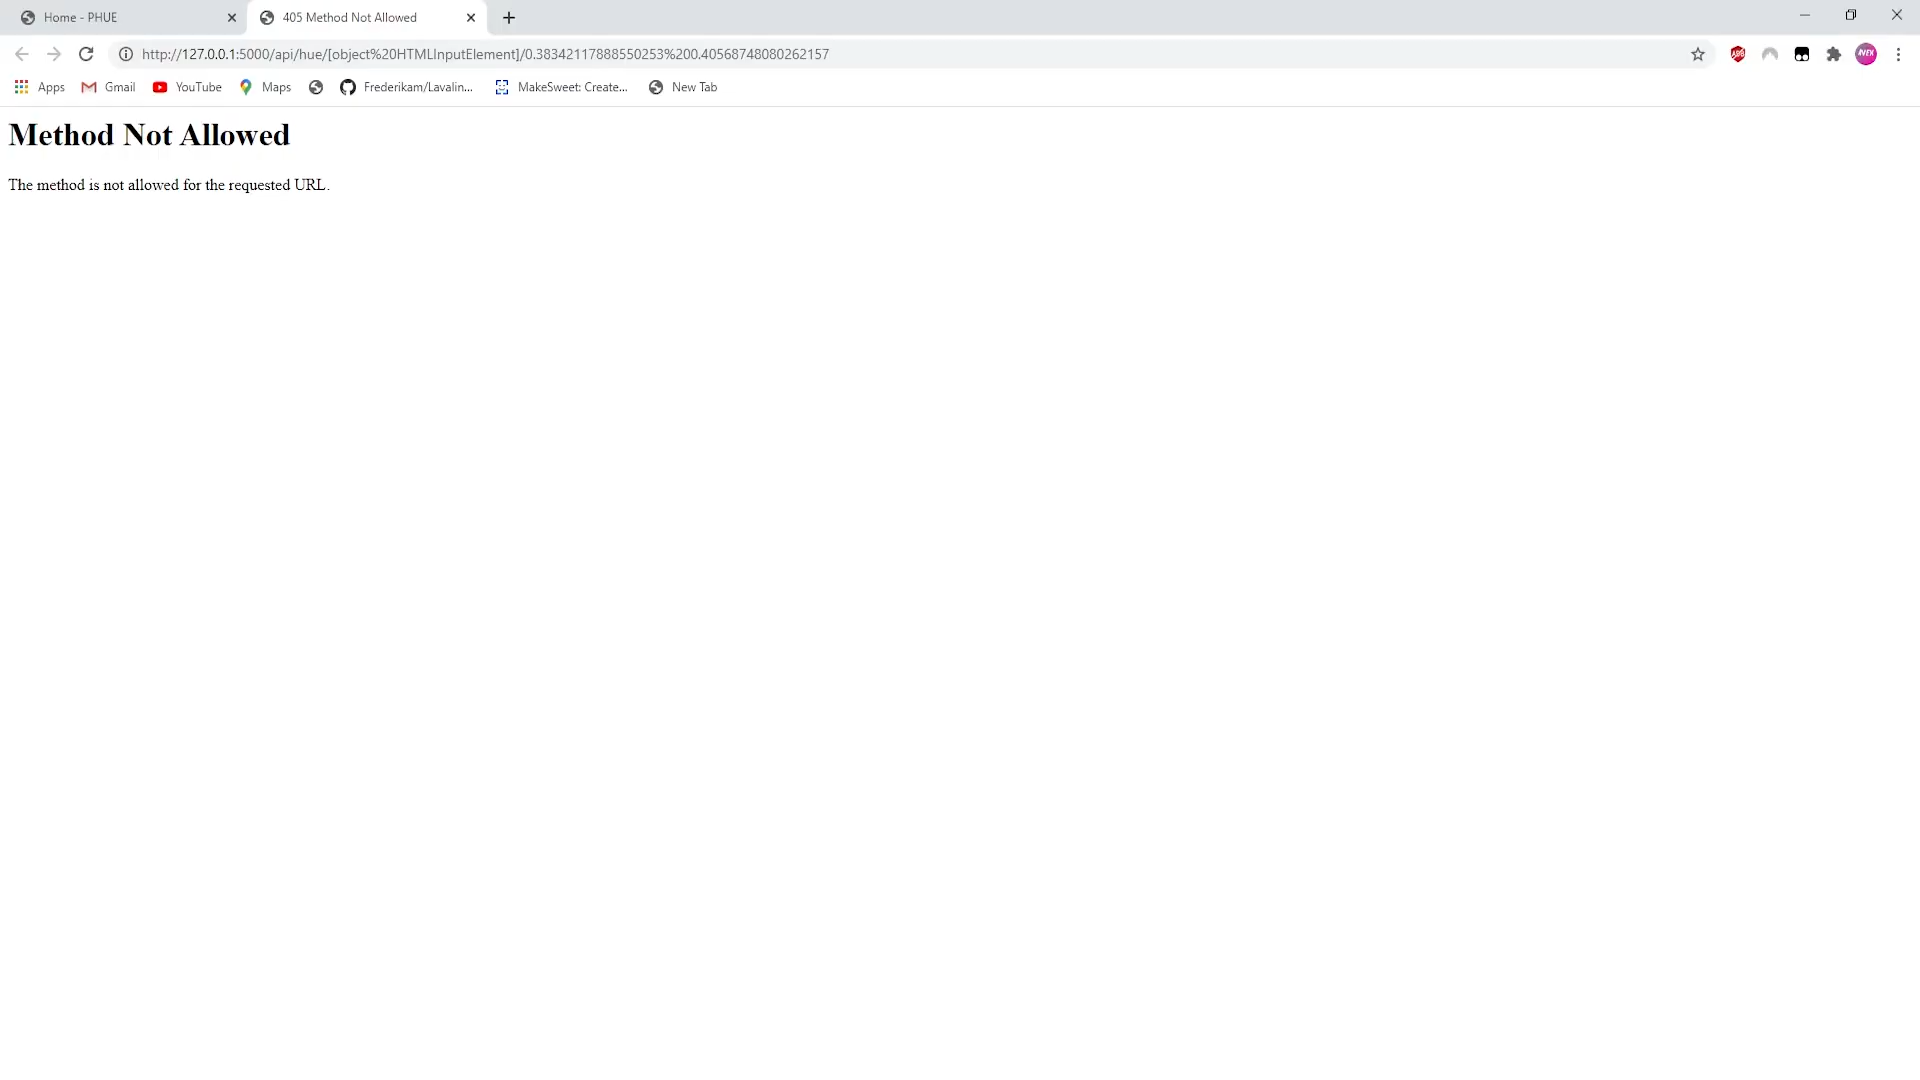 Home - PHUE
405 Method Not Allowed
http://127.0.0.1:5000/api/hue/[object%20HTMLInputElement]/0.38342117888550253%200.40568748080262157
Apps
Gmail
YouTube
Maps
Frederikam/Lavalin...
MakeSweet: Create...
New Tab
Method Not Allowed
The method is not allowed for the requested URL.